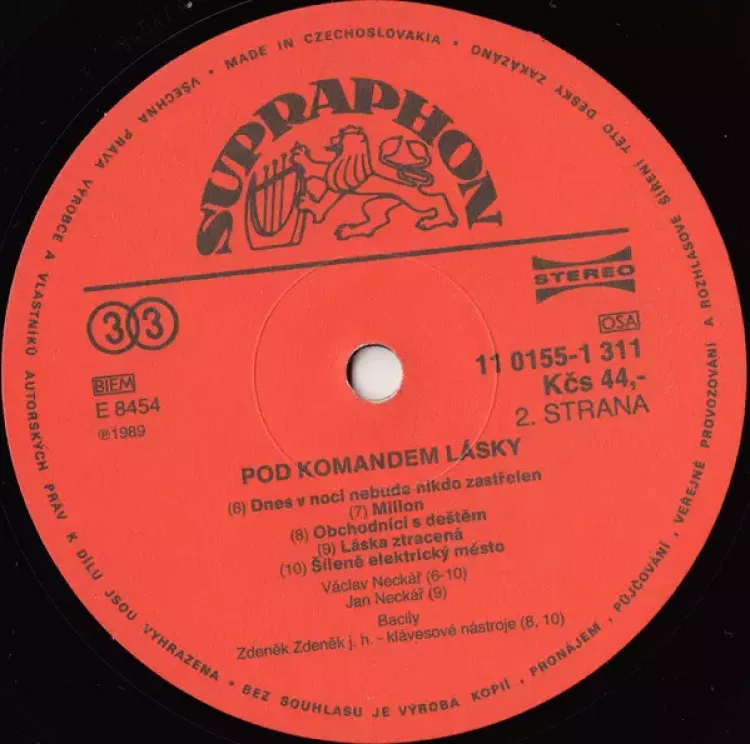 VŠECHNA PRÁVA VÝROBCE A VLASTNÍKŮ AUTORSKÝCH PRÁV K DÍLU JSOU VYHRAZENA • BEZ SOUHLASU JE VÝROBA KOPIÍ, PRONÁJEM, PŮJČOVÁNÍ, VEŘEJNÉ PROVOZOVÁNÍ A ROZHLASOVÉ ŠÍŘENÍ TÉTO DESKY ZAKÁZÁNO • MADE IN CZECHOSLOVAKIA •
SUPRAPHON
STEREO
33
OSA
BIEM
11 0155-1 311
E 8454
Kčs 44,-
℗1989
2. STRANA
POD KOMANDEM LÁSKY
(6) Dnes v noci nebude nikdo zastřelen
(7) Milion
(8) Obchodníci s deštěm
(9) Láska ztracená
(10) Šílené elektrický město
Václav Neckář (6-10)
Jan Neckář (9)
Bacily
Zdeněk Zdeněk j. h. - klávesové nástroje (8, 10)